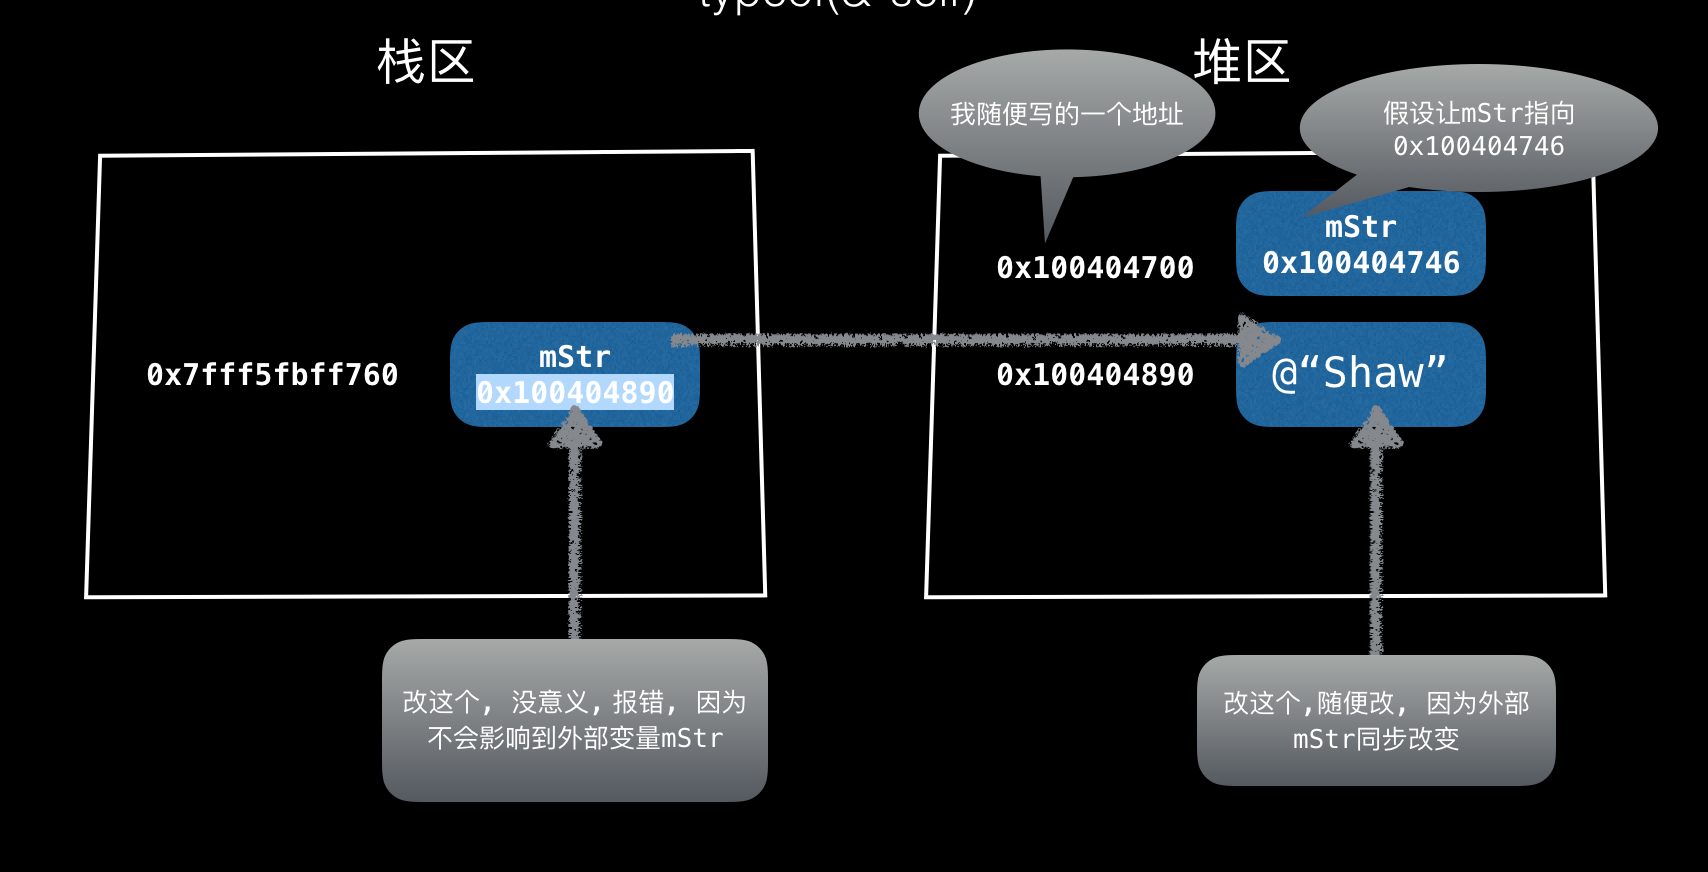 栈区
堆区
我随便写的一个地址
假设让mStr指向
0x100404746
mStr
0x100404746
0x100404700
0x7fff5fbff760
mStr
0x100404890
0x100404890
@“Shaw”
改这个, 没意义,报错, 因为
不会影响到外部变量mStr
改这个,随便改, 因为外部
mStr同步改变